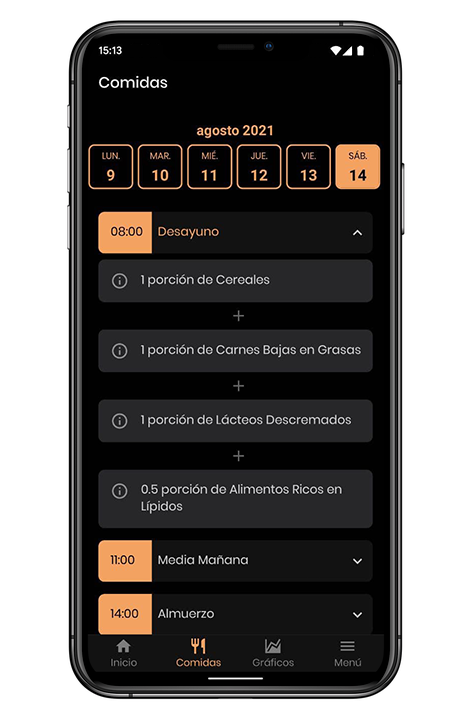 15:13
Comidas
agosto 2021
LUN. MAR. MIÉ. JUE. VIE. SÁB.
9 10 11 12 13 14
08:00 Desayuno
1 porción de Cereales
+
1 porción de Carnes Bajas en Grasas
+
1 porción de Lácteos Descremados
+
0.5 porción de Alimentos Ricos en
Lípidos
11:00 Media Mañana
14:00 Almuerzo
Inicio Comidas Gráficos Menú